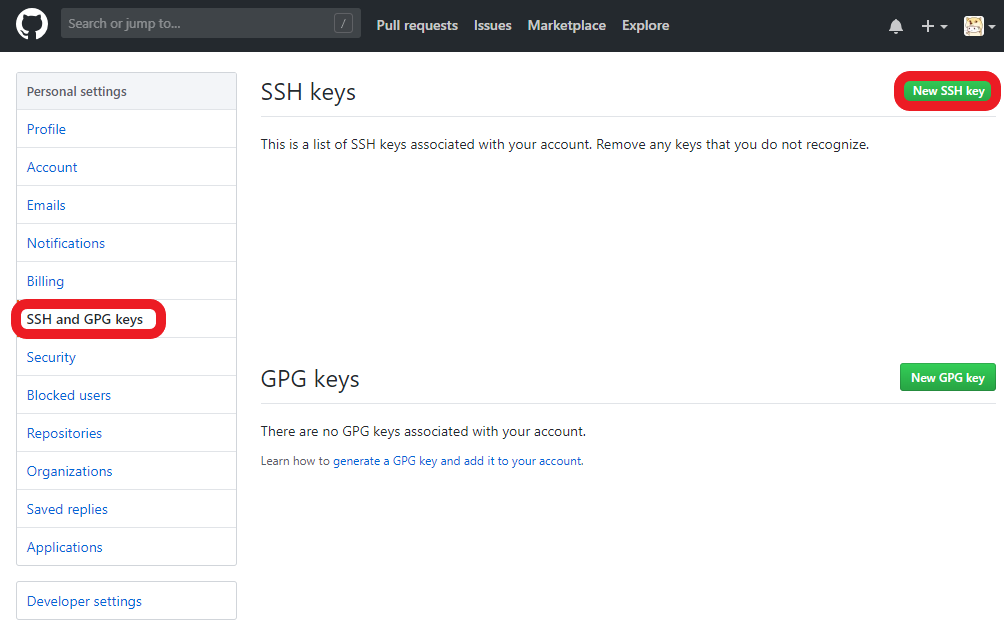 Search or jump to...
/
Pull requests
Issues
Marketplace
Explore
Personal settings
Profile
Account
Emails
Notifications
Billing
SSH and GPG keys
Security
Blocked users
Repositories
Organizations
Saved replies
Applications
Developer settings
SSH keys
New SSH key
This is a list of SSH keys associated with your account. Remove any keys that you do not recognize.
GPG keys
New GPG key
There are no GPG keys associated with your account.
Learn how to generate a GPG key and add it to your account.